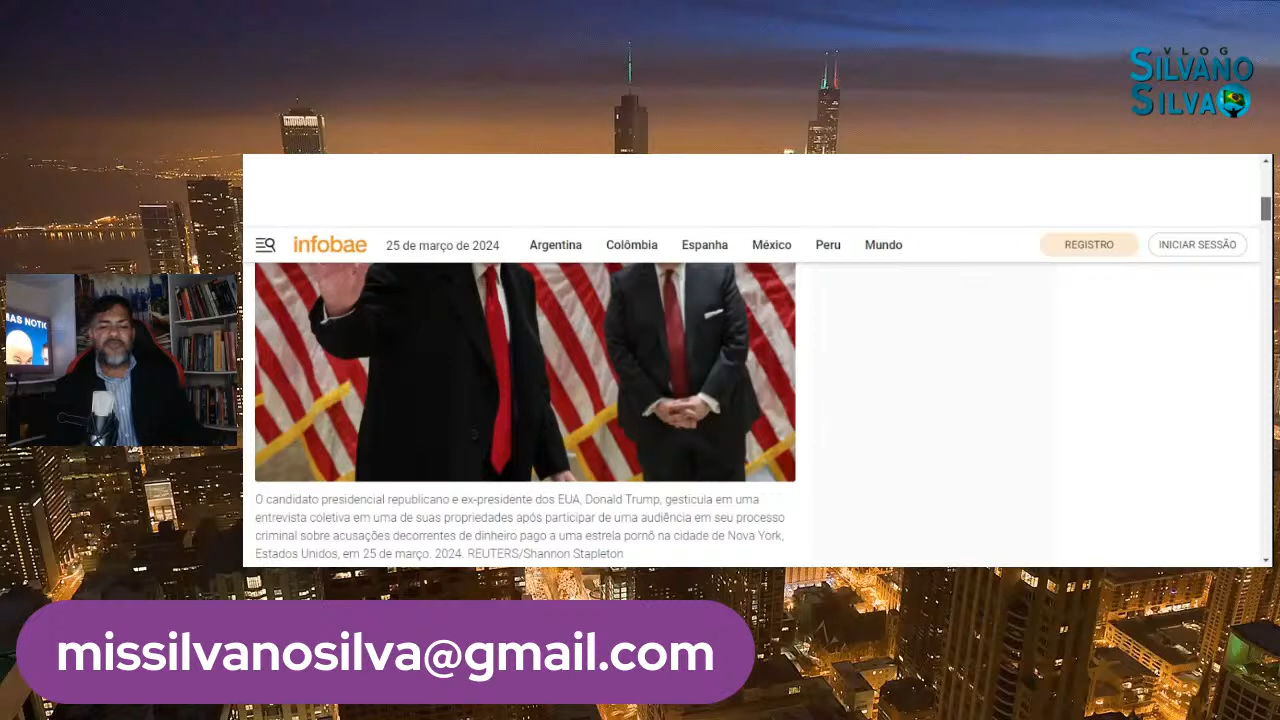 VLOG
SILVANO
SILVA
infobae
25 de março de 2024
Argentina
Colômbia
Espanha
México
Peru
Mundo
REGISTRO
INICIAR SESSÃO
O candidato presidencial republicano e ex-presidente dos EUA, Donald Trump, gesticula em uma
entrevista coletiva em uma de suas propriedades após participar de uma audiência em seu processo
criminal sobre acusações decorrentes de dinheiro pago a uma estrela pornô na cidade de Nova York,
Estados Unidos, em 25 de março. 2024. REUTERS/Shannon Stapleton
missilvanosilva@gmail.com